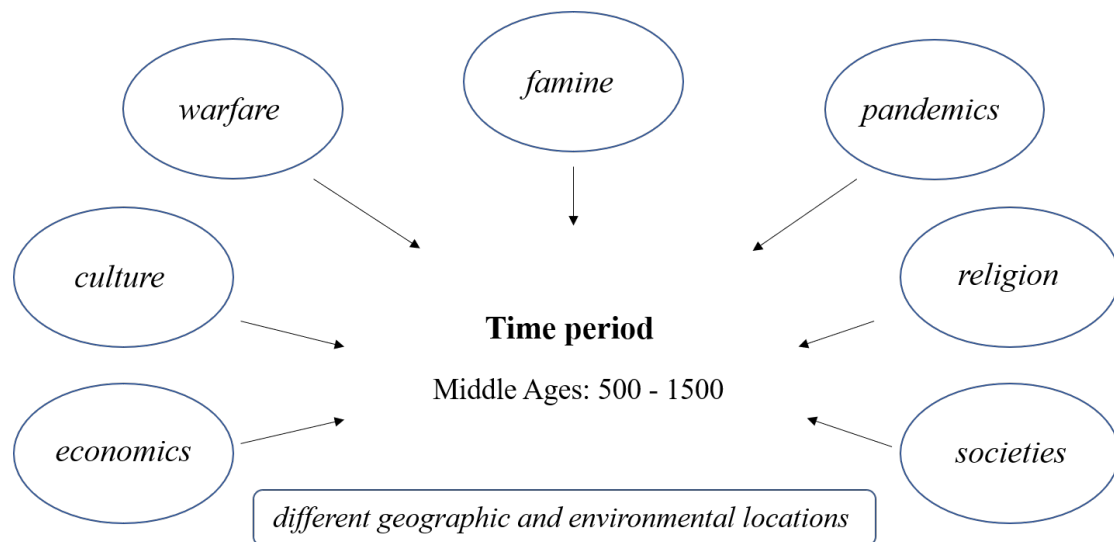 famine
warfare
pandemics
culture
religion
Time period
Middle Ages: 500 - 1500
economics
societies
different geographic and environmental locations